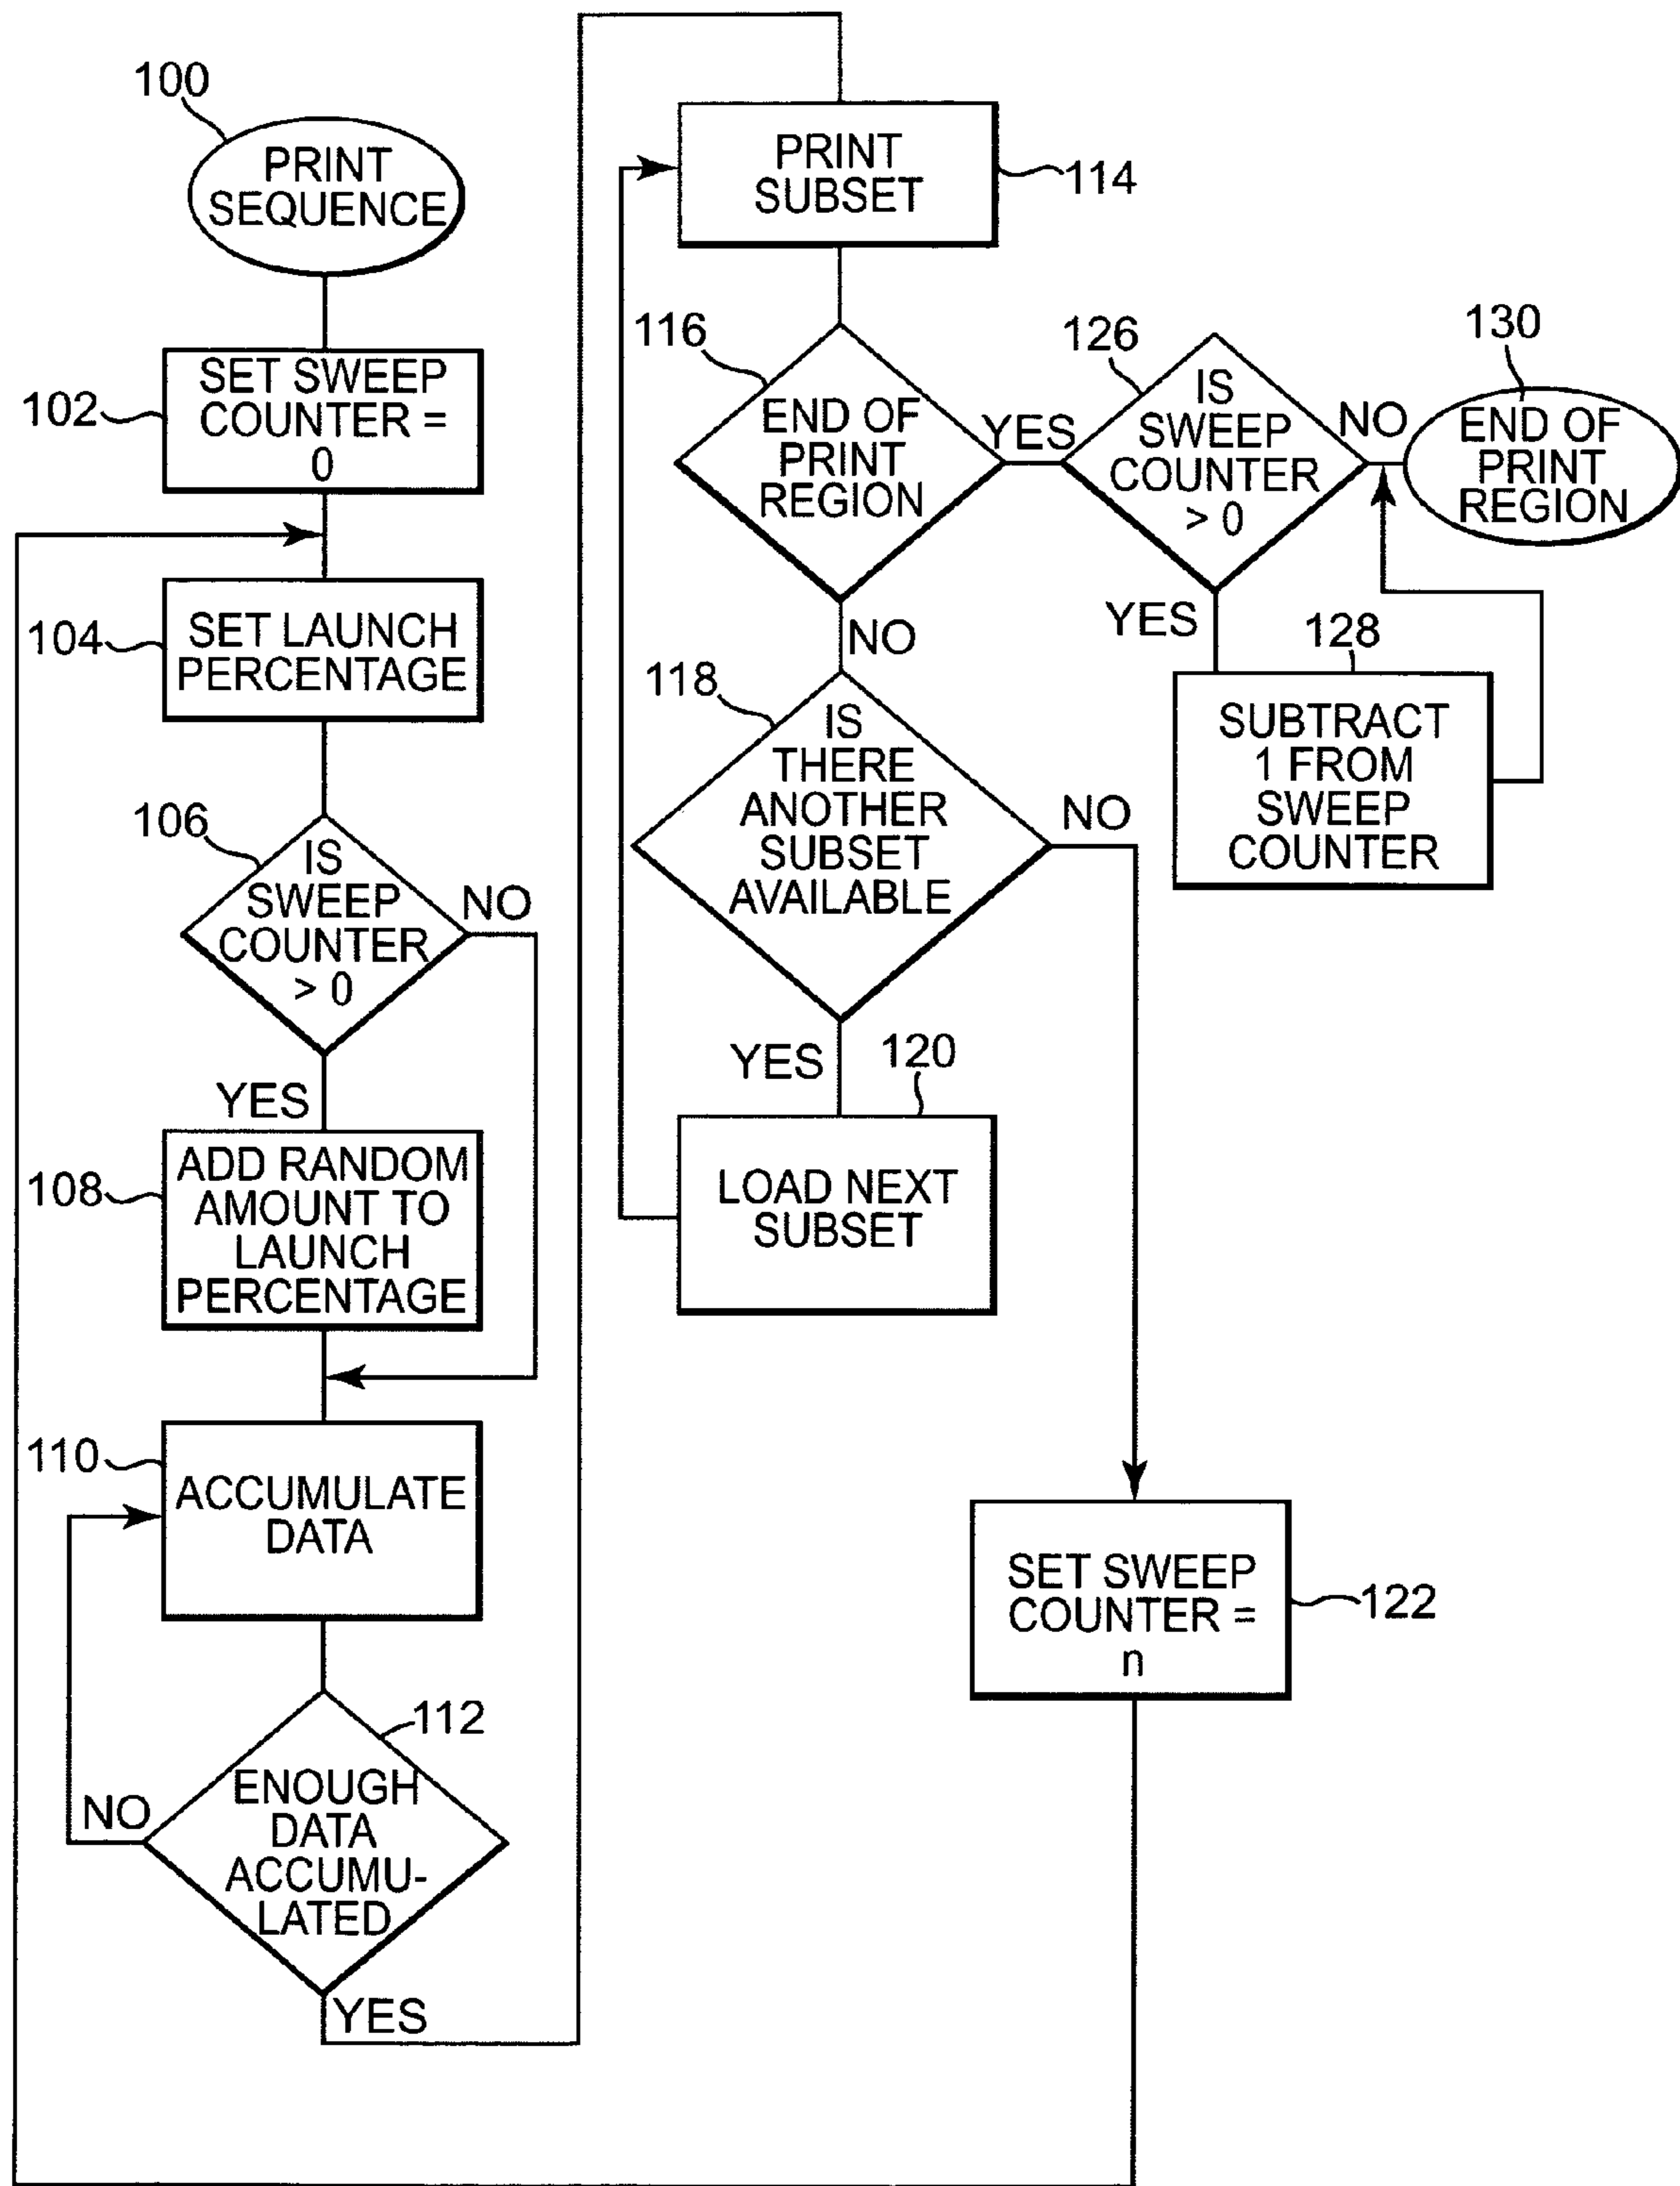 100
PRINT
SEQUENCE
102
SET SWEEP
COUNTER =
0
104
SET LAUNCH
PERCENTAGE
106
IS
SWEEP
COUNTER
> 0
NO
YES
108
ADD RANDOM
AMOUNT TO
LAUNCH
PERCENTAGE
110
ACCUMULATE
DATA
112
ENOUGH
DATA
ACCUMU-
LATED
NO
YES
PRINT
SUBSET
114
116
END OF
PRINT
REGION
YES
NO
126
IS
SWEEP
COUNTER
> 0
NO
YES
130
END OF
PRINT
REGION
128
SUBTRACT
1 FROM
SWEEP
COUNTER
118
IS
THERE
ANOTHER
SUBSET
AVAILABLE
NO
YES
120
LOAD NEXT
SUBSET
SET SWEEP
COUNTER =
n
122